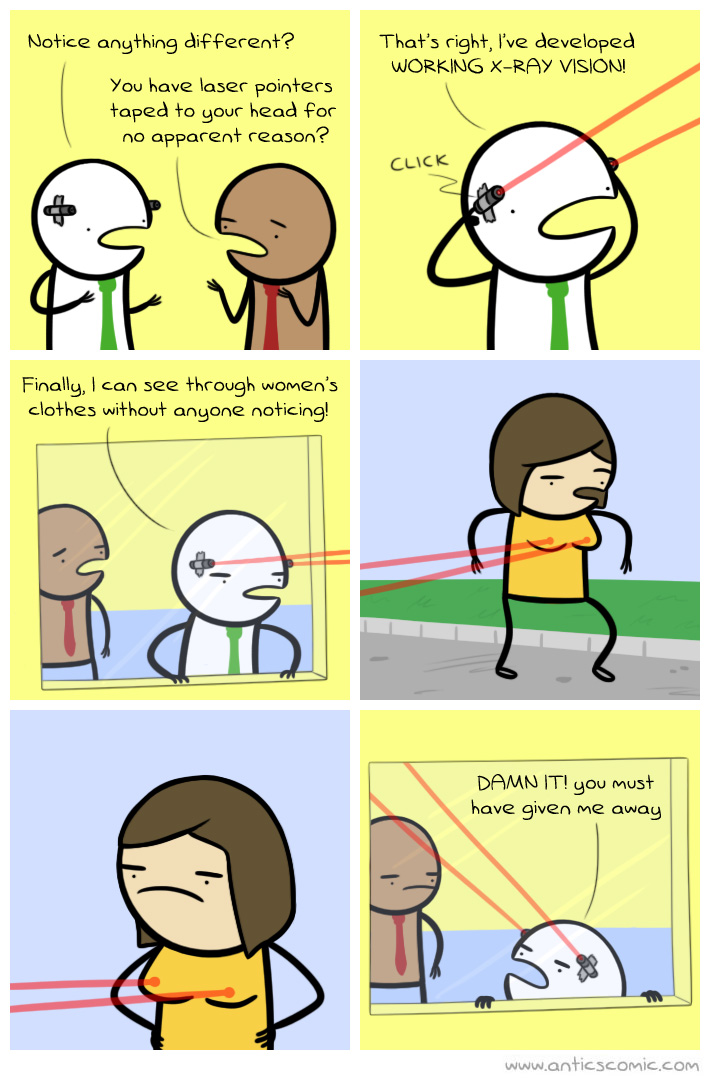 Notice anything different?
You have laser pointers
taped to your head for
no apparent reason?
That's right, I've developed
WORKING X-RAY VISION!
CLICK
Finally, I can see through women's
clothes without anyone noticing!
DAMN IT! you must
have given me away
www.anticscomic.com